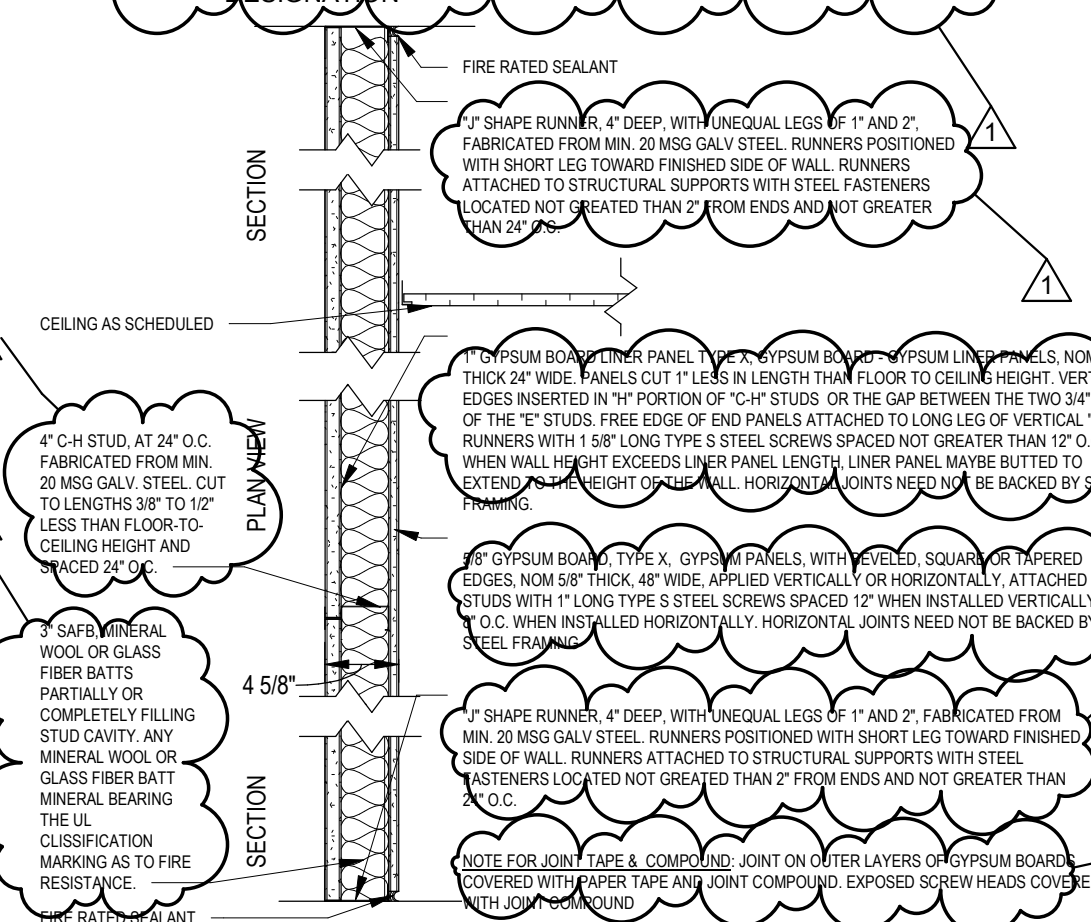 DESIGNATION
FIRE RATED SEALANT
"J" SHAPE RUNNER, 4" DEEP, WITH UNEQUAL LEGS OF 1" AND 2",
FABRICATED FROM MIN. 20 MSG GALV STEEL. RUNNERS POSITIONED
WITH SHORT LEG TOWARD FINISHED SIDE OF WALL. RUNNERS
ATTACHED TO STRUCTURAL SUPPORTS WITH STEEL FASTENERS
LOCATED NOT GREATED THAN 2" FROM ENDS AND NOT GREATER
THAN 24" O.C.
1
1
SECTION
CEILING AS SCHEDULED
1" GYPSUM BOARD LINER PANEL TYPE X, GYPSUM BOARD - GYPSUM LINER PANELS, NOM
THICK 24" WIDE. PANELS CUT 1" LESS IN LENGTH THAN FLOOR TO CEILING HEIGHT. VERT
EDGES INSERTED IN "H" PORTION OF "C-H" STUDS OR THE GAP BETWEEN THE TWO 3/4"
OF THE "E" STUDS. FREE EDGE OF END PANELS ATTACHED TO LONG LEG OF VERTICAL "
RUNNERS WITH 1 5/8" LONG TYPE S STEEL SCREWS SPACED NOT GREATER THAN 12" O.
WHEN WALL HEIGHT EXCEEDS LINER PANEL LENGTH, LINER PANEL MAYBE BUTTED TO
EXTEND TO THE HEIGHT OF THE WALL. HORIZONTAL JOINTS NEED NOT BE BACKED BY S
FRAMING.
4" C-H STUD, AT 24" O.C.
FABRICATED FROM MIN.
20 MSG GALV. STEEL. CUT
TO LENGTHS 3/8" TO 1/2"
LESS THAN FLOOR-TO-
CEILING HEIGHT AND
SPACED 24" O.C.
PLAN VIEW
5/8" GYPSUM BOARD, TYPE X, GYPSUM PANELS, WITH BEVELED, SQUARE OR TAPERED
EDGES, NOM 5/8" THICK, 48" WIDE, APPLIED VERTICALLY OR HORIZONTALLY, ATTACHED
STUDS WITH 1" LONG TYPE S STEEL SCREWS SPACED 12" WHEN INSTALLED VERTICALLY
8" O.C. WHEN INSTALLED HORIZONTALLY. HORIZONTAL JOINTS NEED NOT BE BACKED BY
STEEL FRAMING
3" SAFB, MINERAL
WOOL OR GLASS
FIBER BATTS
PARTIALLY OR
COMPLETELY FILLING
STUD CAVITY. ANY
MINERAL WOOL OR
GLASS FIBER BATT
MINERAL BEARING
THE UL
CLISSIFICATION
MARKING AS TO FIRE
RESISTANCE.
4 5/8"
"J" SHAPE RUNNER, 4" DEEP, WITH UNEQUAL LEGS OF 1" AND 2", FABRICATED FROM
MIN. 20 MSG GALV STEEL. RUNNERS POSITIONED WITH SHORT LEG TOWARD FINISHED
SIDE OF WALL. RUNNERS ATTACHED TO STRUCTURAL SUPPORTS WITH STEEL
FASTENERS LOCATED NOT GREATED THAN 2" FROM ENDS AND NOT GREATER THAN
24" O.C.
SECTION
NOTE FOR JOINT TAPE & COMPOUND: JOINT ON OUTER LAYERS OF GYPSUM BOARDS
COVERED WITH PAPER TAPE AND JOINT COMPOUND. EXPOSED SCREW HEADS COVERE
WITH JOINT COMPOUND
FIRE RATED SEALANT